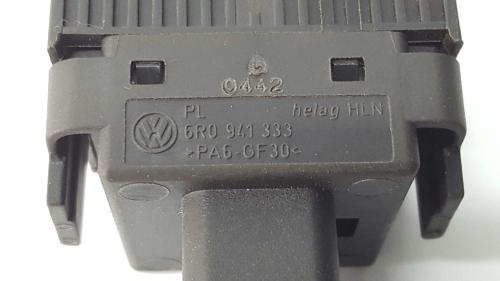 0442
PL helag HLN
6R0 941 333
>PA6-GF30<